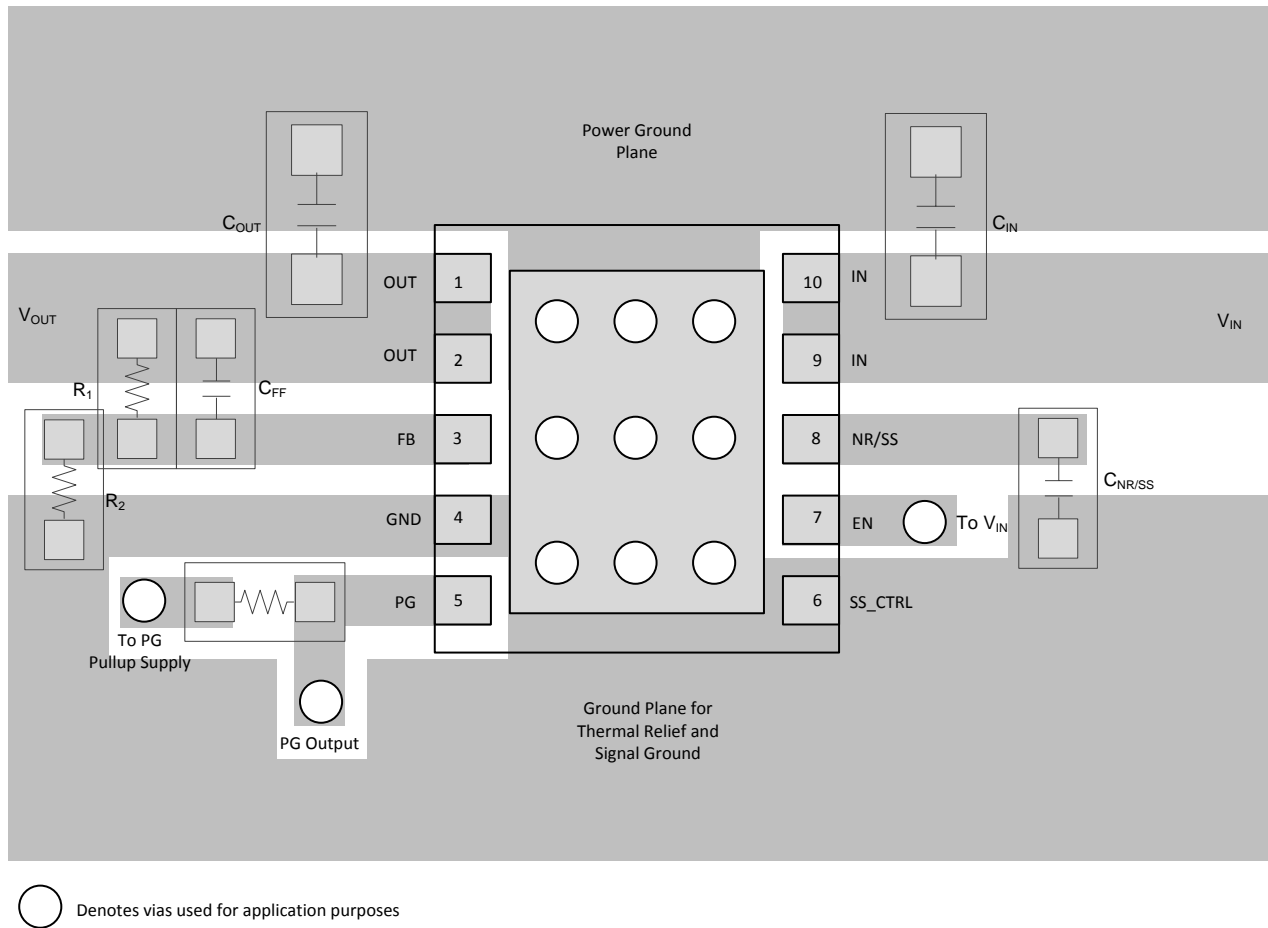 Power Ground
Plane
C_OUT
C_IN
OUT
1
10
IN
V_OUT
V_IN
OUT
2
9
IN
R_1
C_FF
FB
3
8
NR/SS
C_NR/SS
R_2
GND
4
7
EN
To V_IN
PG
5
6
SS_CTRL
To PG
Pullup Supply
PG Output
Ground Plane for
Thermal Relief and
Signal Ground
Denotes vias used for application purposes